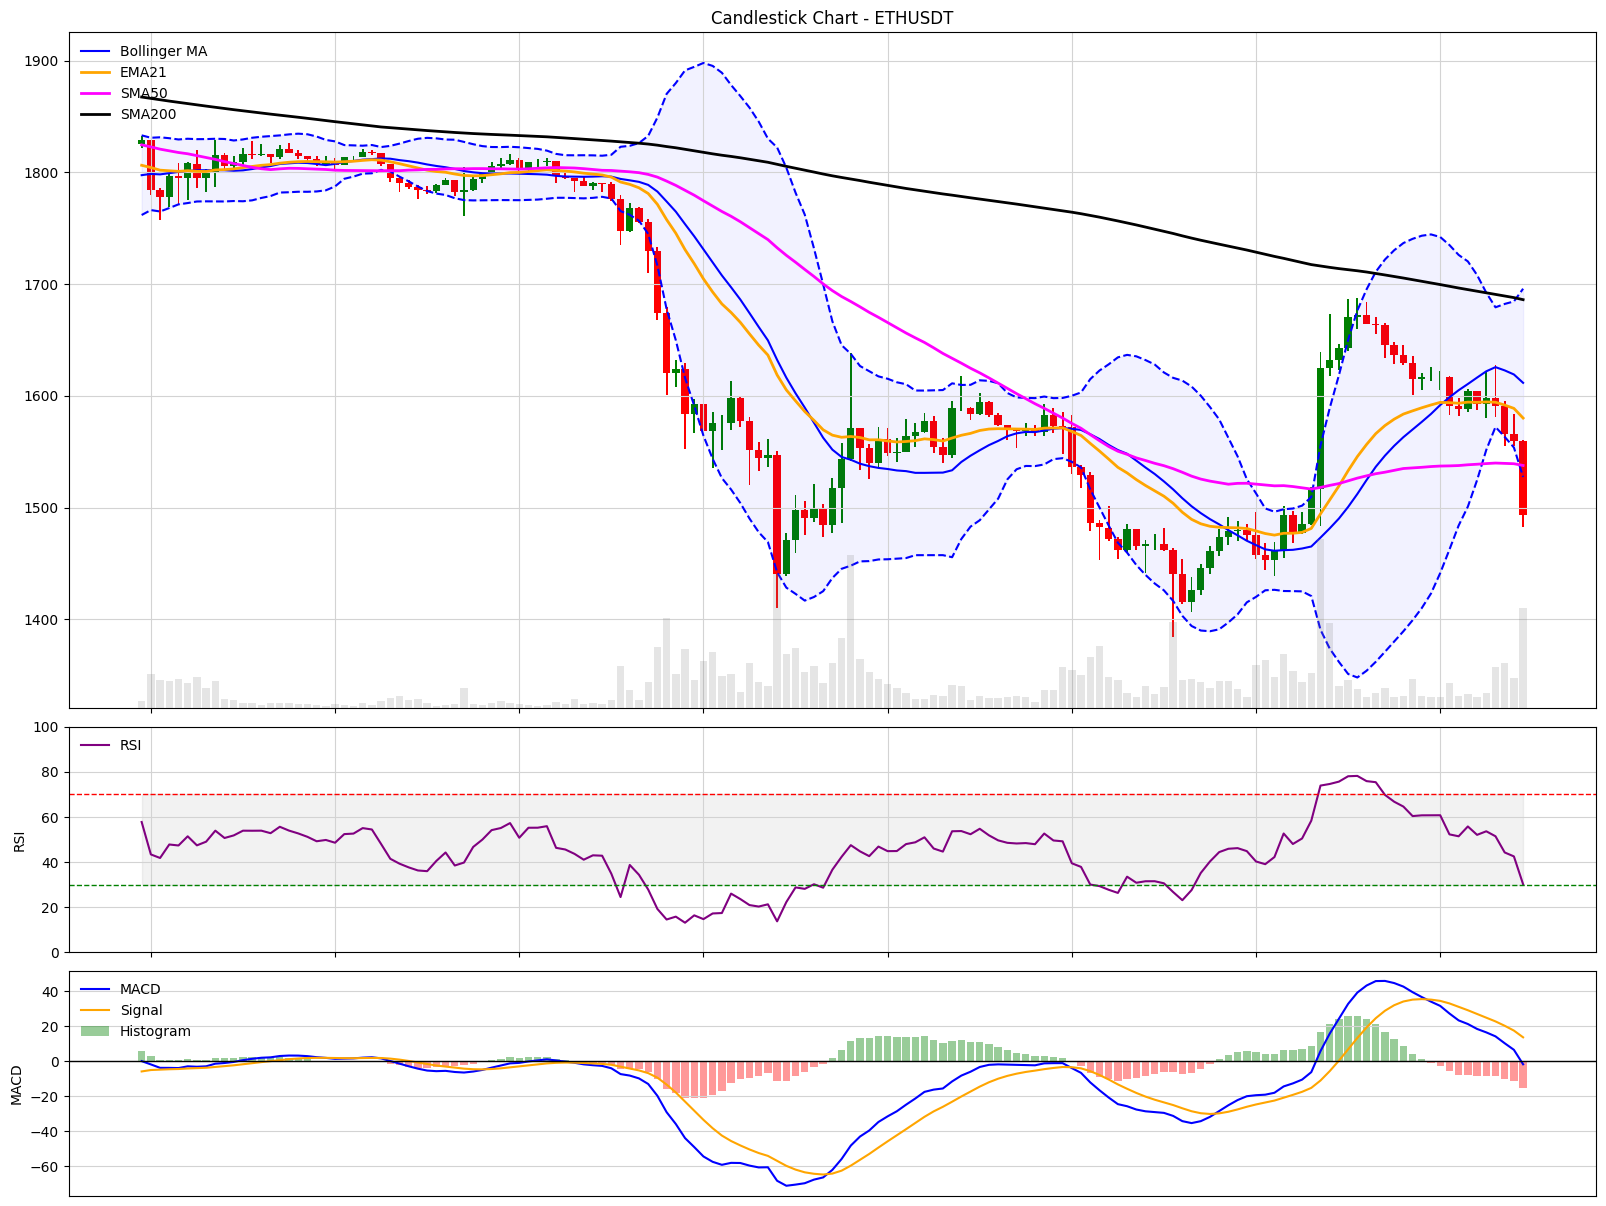 Candlestick Chart - ETHUSDT
1900
1800
1700
1600
1500
1400
Bollinger MA
EMA21
SMA50
SMA200
100
80
60
40
20
0
RSI
RSI
40
20
0
−20
−40
−60
MACD
MACD
Signal
Histogram